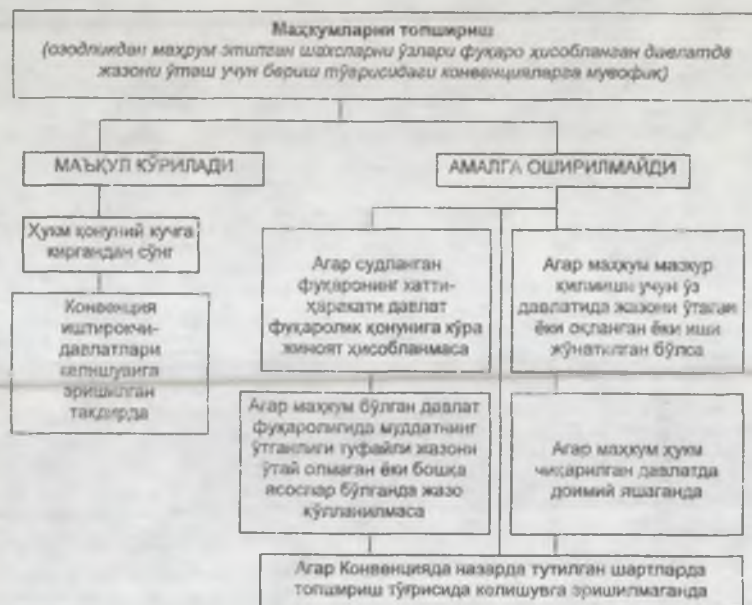 Маҳкумларни топшириш
(озодликдан маҳрум этилган шахсларни ўзлари фуқаро ҳисобланган давлатда
жазони ўташ учун бериш тўғрисидаги конвенцияларга мувофиқ)
МАЪҚУЛ КЎРИЛАДИ
АМАЛГА ОШИРИЛМАЙДИ
Ҳукм қонуний кучга
киргандан сўнг
Конвенция
иштирокчи-
давлатлари
келишувига
эришилган
тақдирда
Агар судланган
фуқаронинг хатти-
ҳаракати давлат
фуқаролик қонунига кўра
жиноят ҳисобланмаса
Агар маҳкум мазкур
қилмиши учун ўз
давлатида жазони ўтаган
ёки оқланган ёки иши
жўнатилган бўлса
Агар маҳкум бўлган давлат
фуқаролигида муддатнинг
ўтганлиги туфайли жазони
ўтай олмаган ёки бошқа
асослар бўлганда жазо
қўлланилмаса
Агар маҳкум ҳукм
чиқарилган давлатда
доимий яшаганда
Агар Конвенцияда назарда тутилган шартларда
топшириш тўғрисида келишувга эришилмаганда